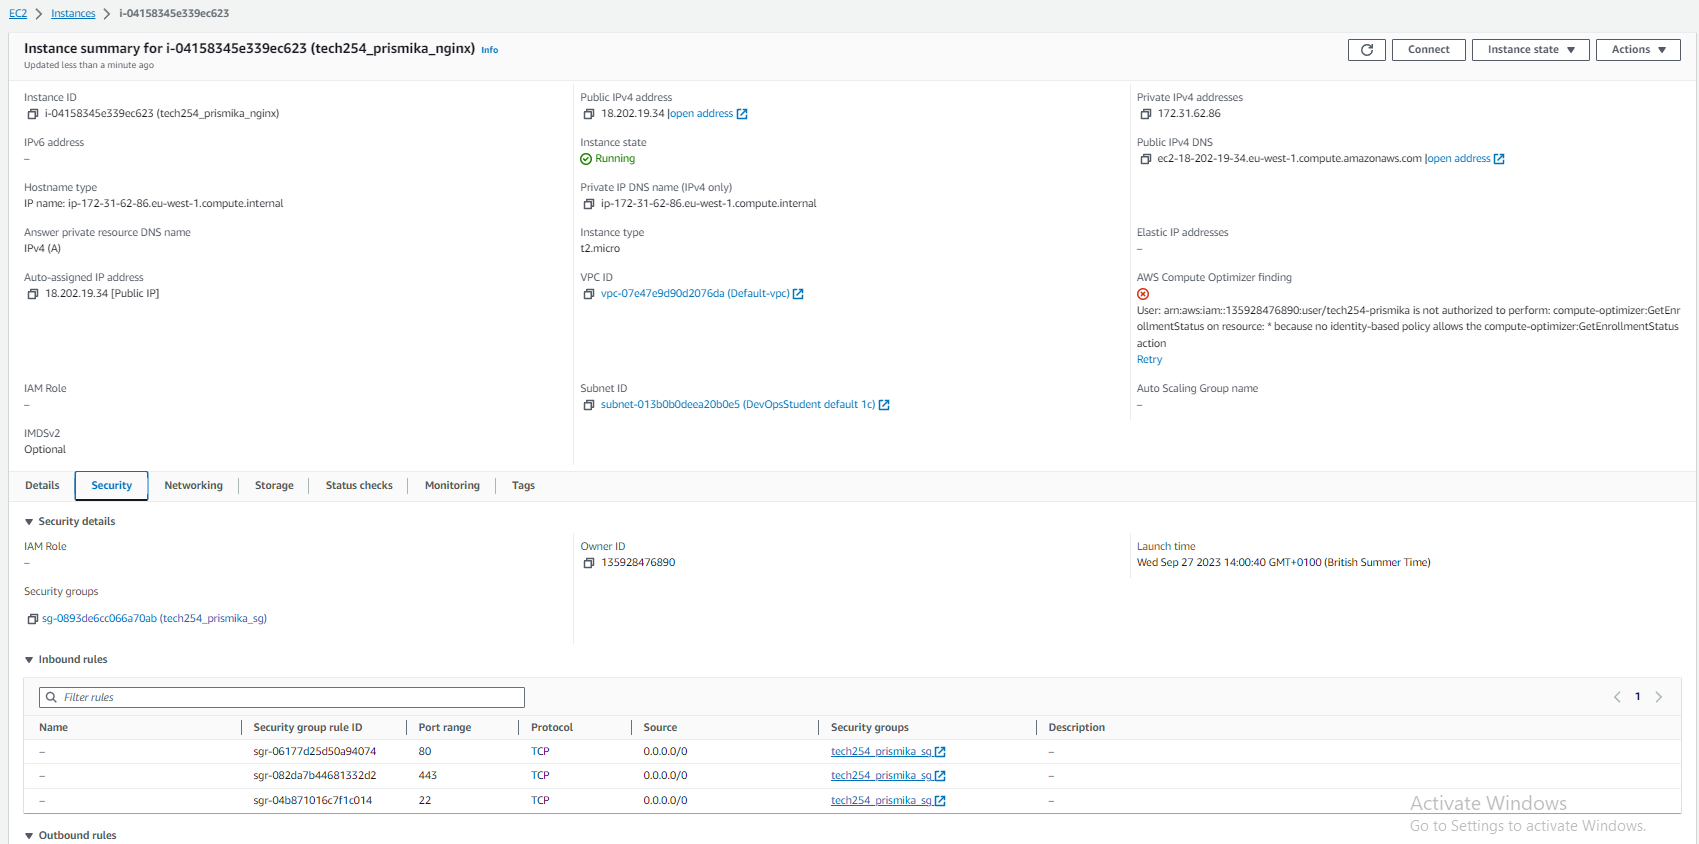 EC2 > Instances > i-04158345e339ec623
Instance summary for i-04158345e339ec623 (tech254_prismika_nginx) Info
Updated less than a minute ago
Connect
Instance state
Actions
Instance ID
i-04158345e339ec623 (tech254_prismika_nginx)
Public IPv4 address
18.202.19.34 |open address
Private IPv4 addresses
172.31.62.86
IPv6 address
–
Instance state
Running
Public IPv4 DNS
ec2-18-202-19-34.eu-west-1.compute.amazonaws.com |open address
Hostname type
IP name: ip-172-31-62-86.eu-west-1.compute.internal
Private IP DNS name (IPv4 only)
ip-172-31-62-86.eu-west-1.compute.internal
Answer private resource DNS name
IPv4 (A)
Instance type
t2.micro
Elastic IP addresses
–
Auto-assigned IP address
18.202.19.34 [Public IP]
VPC ID
vpc-07e47e9d90d2076da (Default-vpc)
AWS Compute Optimizer finding
User: arn:aws:iam::135928476890:user/tech254-prismika is not authorized to perform: compute-optimizer:GetEnr
ollmentStatus on resource: * because no identity-based policy allows the compute-optimizer:GetEnrollmentStatus
action
Retry
IAM Role
–
Subnet ID
subnet-013b0b0deea20b0e5 (DevOpsStudent default 1c)
Auto Scaling Group name
–
IMDSv2
Optional
Details
Security
Networking
Storage
Status checks
Monitoring
Tags
Security details
IAM Role
–
Owner ID
135928476890
Launch time
Wed Sep 27 2023 14:00:40 GMT+0100 (British Summer Time)
Security groups
sg-0893de6cc066a70ab (tech254_prismika_sg)
Inbound rules
Filter rules
1
Name Security group rule ID Port range Protocol Source Security groups Description
– sgr-06177d25d50a94074 80 TCP 0.0.0.0/0 tech254_prismika_sg –
– sgr-082da7b44681332d2 443 TCP 0.0.0.0/0 tech254_prismika_sg –
– sgr-04b871016c7f1c014 22 TCP 0.0.0.0/0 tech254_prismika_sg –
Activate Windows
Go to Settings to activate Windows.
Outbound rules